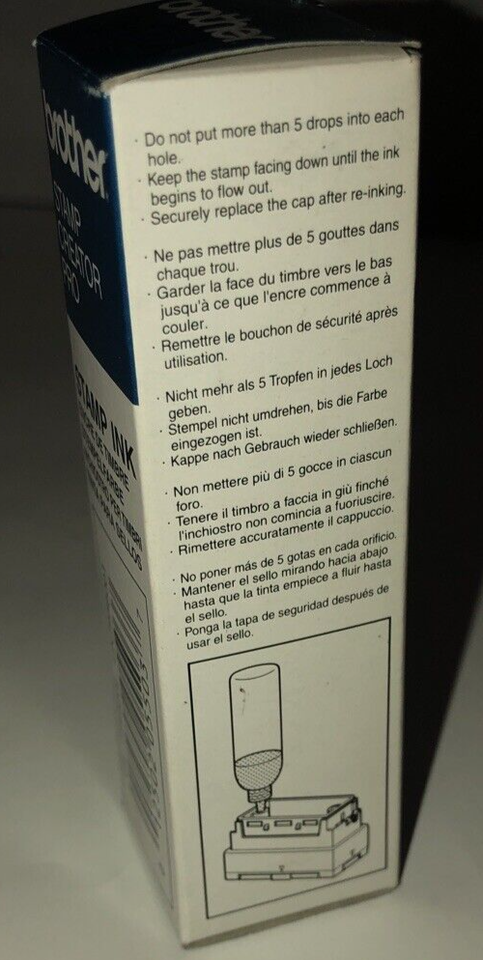 brother
brother
STAMP
CREATOR
PRO
STAMP INK
· Do not put more than 5 drops into each
hole.
· Keep the stamp facing down until the ink
begins to flow out.
· Securely replace the cap after re-inking.
· Ne pas mettre plus de 5 gouttes dans
chaque trou.
· Garder la face du timbre vers le bas
jusqu'à ce que l'encre commence à
couler.
· Remettre le bouchon de sécurité après
utilisation.
· Nicht mehr als 5 Tropfen in jedes Loch
geben.
· Stempel nicht umdrehen, bis die Farbe
eingezogen ist.
· Kappe nach Gebrauch wieder schließen.
· Non mettere più di 5 gocce in ciascun
foro.
· Tenere il timbro a faccia in giù finché
l'inchiostro non comincia a fuoriuscire.
· Rimettere accuratamente il cappuccio.
· No poner más de 5 gotas en cada orificio.
· Mantener el sello mirando hacia abajo
hasta que la tinta empiece a fluir hasta
el sello.
· Ponga la tapa de seguridad después de
usar el sello.